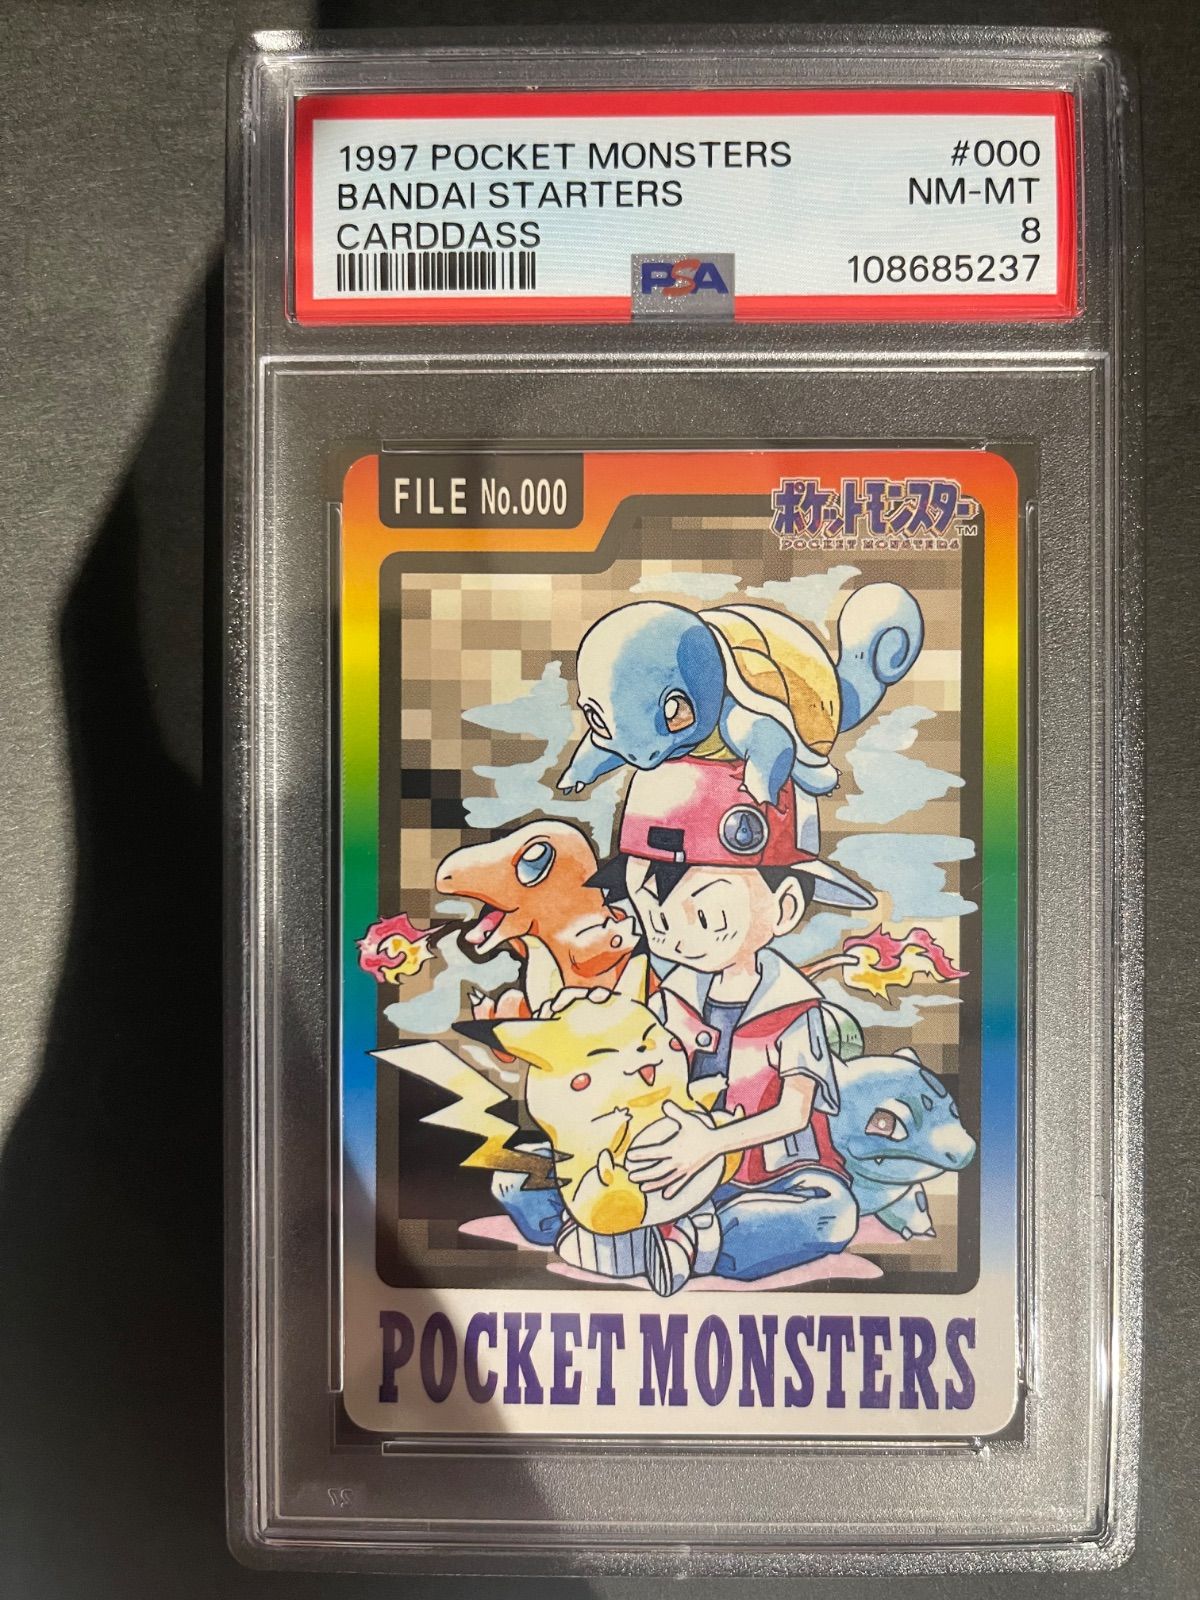 1997 POCKET MONSTERS #000
BANDAI STARTERS NM-MT
CARDDASS 8
PSA 108685237
FILE No.000
ポケットモンスター TM
POCKET MONSTERS
POCKET MONSTERS